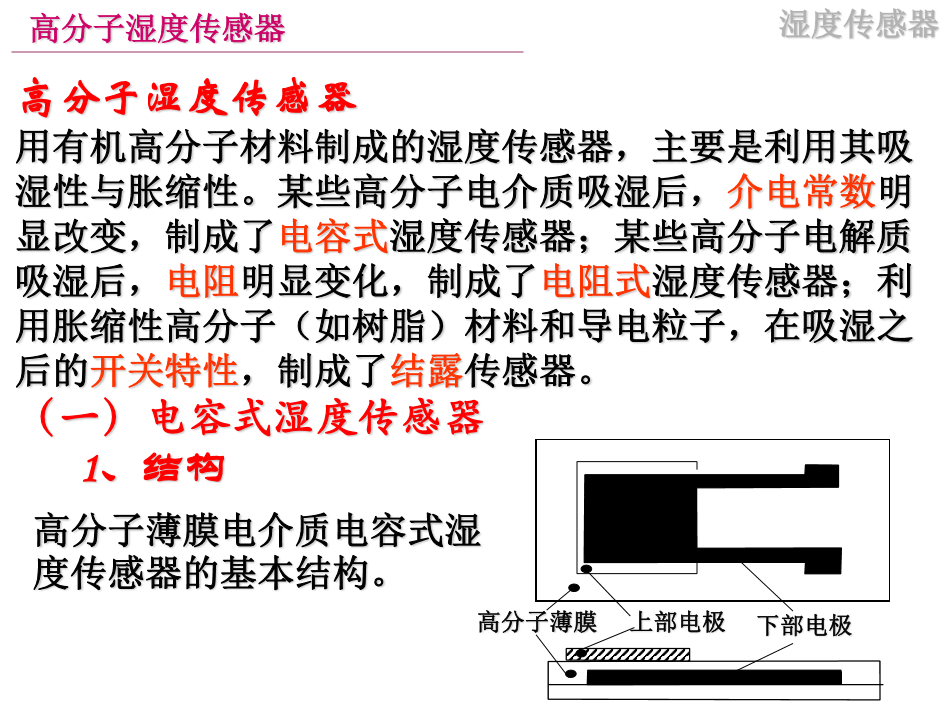 高分子湿度传感器
湿度传感器
高分子湿度传感器
用有机高分子材料制成的湿度传感器，主要是利用其吸
湿性与胀缩性。某些高分子电介质吸湿后，介电常数明
显改变，制成了电容式湿度传感器；某些高分子电解质
吸湿后，电阻明显变化，制成了电阻式湿度传感器；利
用胀缩性高分子（如树脂）材料和导电粒子，在吸湿之
后的开关特性，制成了结露传感器。
（一）电容式湿度传感器
1、结构
高分子薄膜电介质电容式湿
度传感器的基本结构。
高分子薄膜 上部电极 下部电极